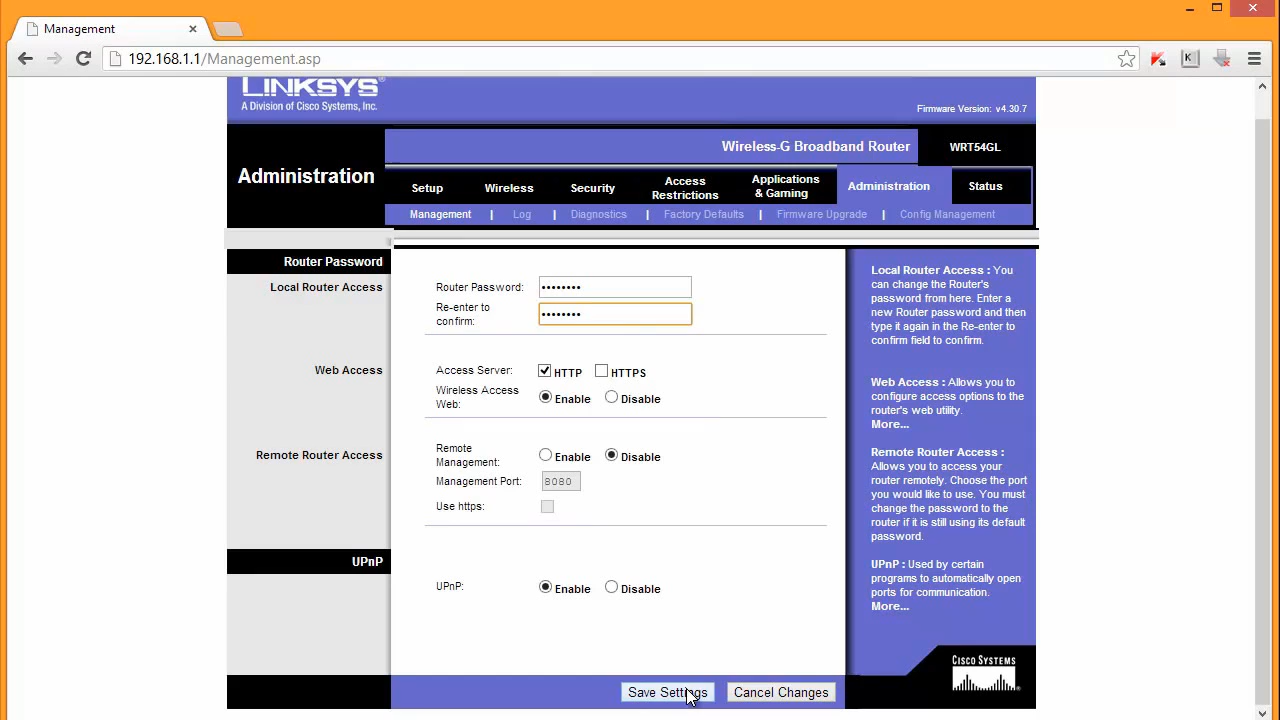 Management
192.168.1.1/Management.asp
K
LINKSYS®
A Division of Cisco Systems, Inc.
Firmware Version: v4.30.7
Wireless-G Broadband Router
WRT54GL
Administration
Setup
Wireless
Security
Access
Restrictions
Applications
& Gaming
Administration
Status
Management | Log | Diagnostics | Factory Defaults | Firmware Upgrade | Config Management
Router Password
Local Router Access
Router Password:
••••••••
Re-enter to
confirm:
••••••••
Web Access
Access Server:
HTTP
HTTPS
Wireless Access
Web:
Enable
Disable
Remote Router Access
Remote
Management:
Enable
Disable
Management Port:
8080
Use https:
UPnP
UPnP:
Enable
Disable
Local Router Access : You
can change the Router's
password from here. Enter a
new Router password and then
type it again in the Re-enter to
confirm field to confirm.
Web Access : Allows you to
configure access options to the
router's web utility.
More...
Remote Router Access :
Allows you to access your
router remotely. Choose the port
you would like to use. You must
change the password to the
router if it is still using its default
password.
UPnP : Used by certain
programs to automatically open
ports for communication.
More...
Save Settings
Cancel Changes
CISCO SYSTEMS